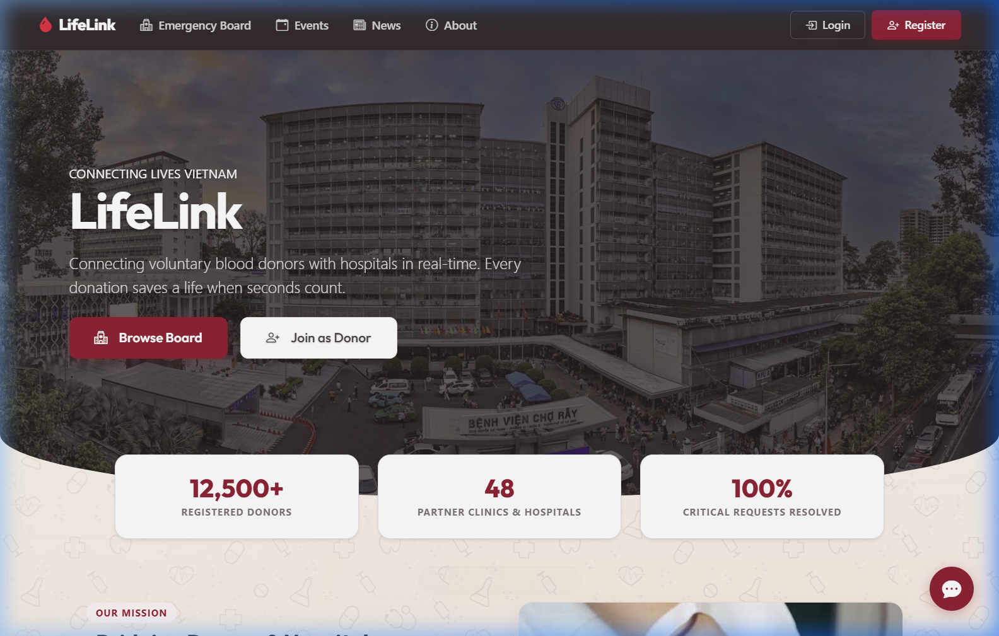 LifeLink
Emergency Board
Events
News
About
Login
Register
CONNECTING LIVES VIETNAM
LifeLink
Connecting voluntary blood donors with hospitals in real-time. Every
donation saves a life when seconds count.
Browse Board
Join as Donor
BỆNH VIỆN CHỢ RẪY
12,500+
REGISTERED DONORS
48
PARTNER CLINICS & HOSPITALS
100%
CRITICAL REQUESTS RESOLVED
OUR MISSION